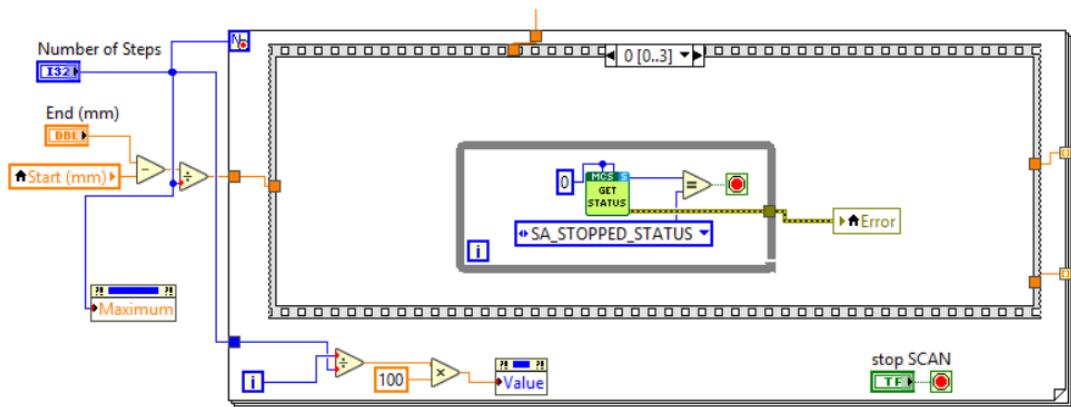 Number of Steps
I32
End (mm)
DBL
Start (mm)
N
0 [0..3]
0
MCS S
GET
STATUS
=
SA_STOPPED_STATUS
i
Error
- ÷
?! ?!
Maximum
i
÷
100
×
?! ?!
Value
stop SCAN
TF